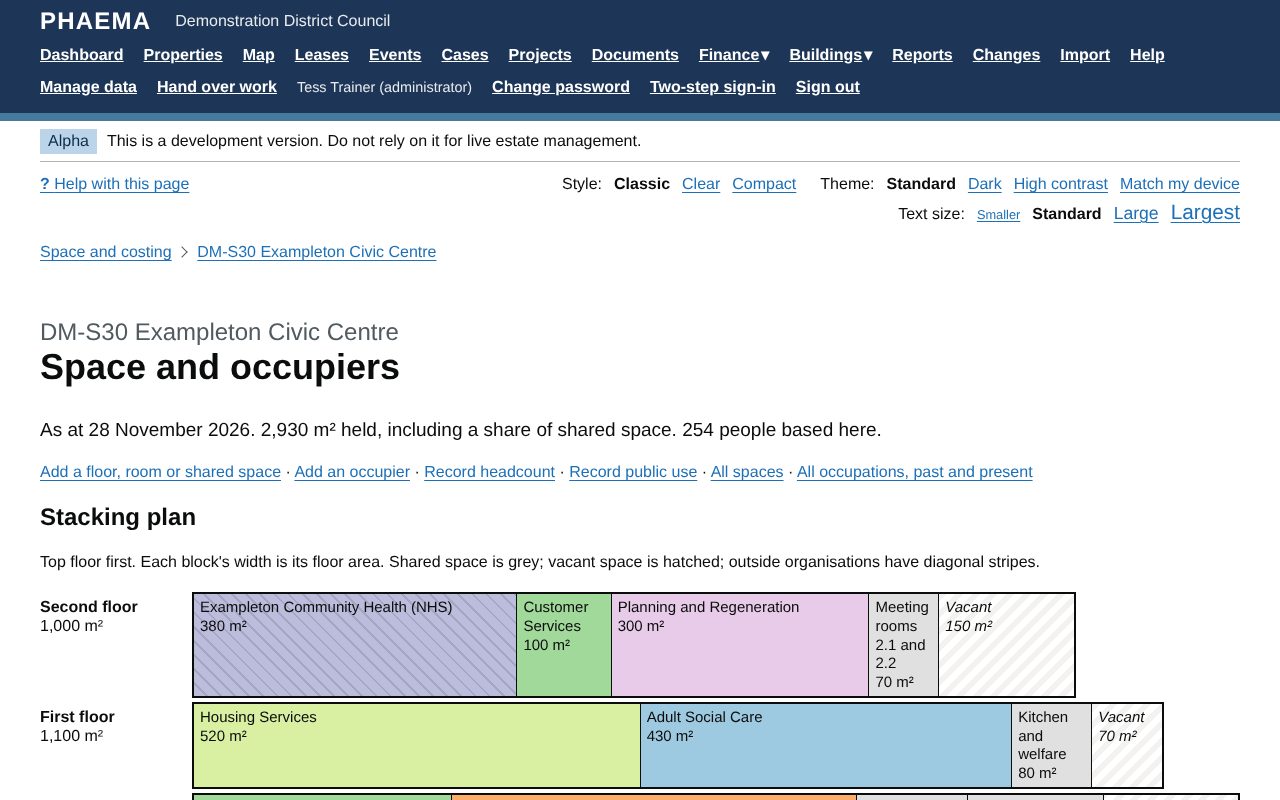 PHAEMA Demonstration District Council
Dashboard Properties Map Leases Events Cases Projects Documents Finance▾ Buildings▾ Reports Changes Import Help
Manage data Hand over work Tess Trainer (administrator) Change password Two-step sign-in Sign out
Alpha This is a development version. Do not rely on it for live estate management.
? Help with this page Style: Classic Clear Compact Theme: Standard Dark High contrast Match my device
Text size: Smaller Standard Large Largest
Space and costing > DM-S30 Exampleton Civic Centre
DM-S30 Exampleton Civic Centre
Space and occupiers
As at 28 November 2026. 2,930 m² held, including a share of shared space. 254 people based here.
Add a floor, room or shared space · Add an occupier · Record headcount · Record public use · All spaces · All occupations, past and present
Stacking plan
Top floor first. Each block's width is its floor area. Shared space is grey; vacant space is hatched; outside organisations have diagonal stripes.
Second floor
1,000 m²
Exampleton Community Health (NHS)
380 m²
Customer
Services
100 m²
Planning and Regeneration
300 m²
Meeting
rooms
2.1 and
2.2
70 m²
Vacant
150 m²
First floor
1,100 m²
Housing Services
520 m²
Adult Social Care
430 m²
Kitchen
and
welfare
80 m²
Vacant
70 m²